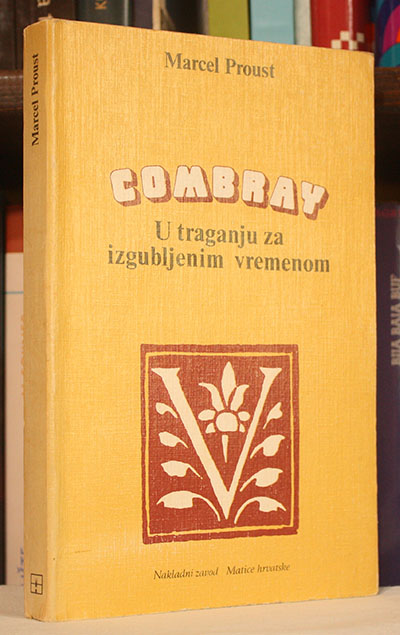 Marcel Proust
COMBRAY
U traganju za
izgubljenim vremenom
V
Nakladni zavod Matice hrvatske
Marcel Proust